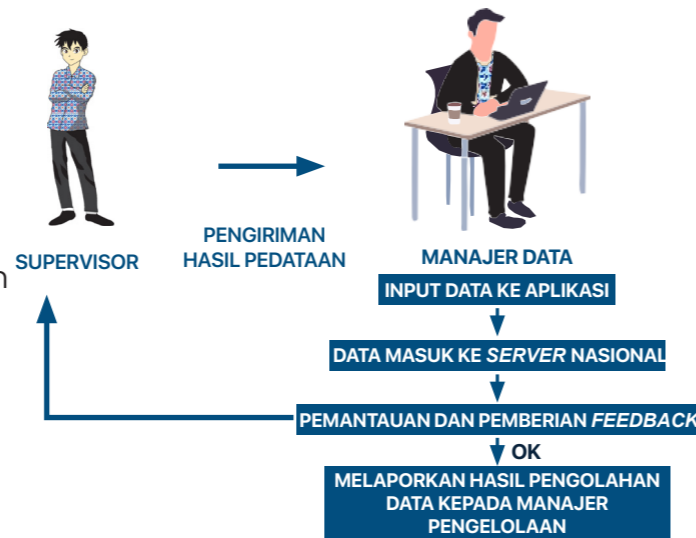 PENGIRIMAN
HASIL PEDATAAN
SUPERVISOR
n
MANAJER DATA
INPUT DATA KE APLIKASI
DATA MASUK KE SERVER NASIONAL
PEMANTAUAN DAN PEMBERIAN FEEDBACK
OK
MELAPORKAN HASIL PENGOLAHAN
DATA KEPADA MANAJER
PENGELOLAAN